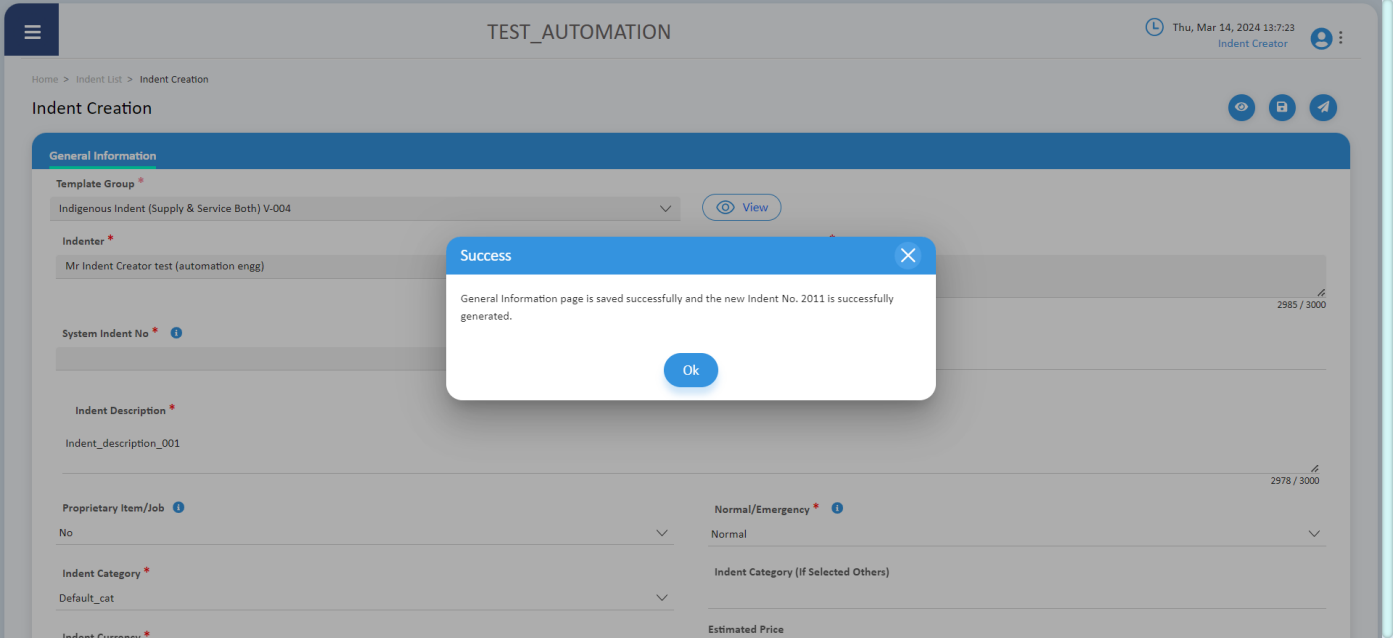 TEST_AUTOMATION
Thu, Mar 14, 2024 13:7:23
Indent Creator
Home > Indent List > Indent Creation
Indent Creation
General Information
Template Group *
Indigenous Indent (Supply & Service Both) V-004
View
Indenter *
*
Mr Indent Creator test (automation engg)
2985 / 3000
Success
General Information page is saved successfully and the new Indent No. 2011 is successfully
generated.
Ok
System Indent No *
Indent Description *
Indent_description_001
2978 / 3000
Proprietary Item/Job
No
Normal/Emergency *
Normal
Indent Category *
Default_cat
Indent Category (If Selected Others)
Indent Currency *
Estimated Price